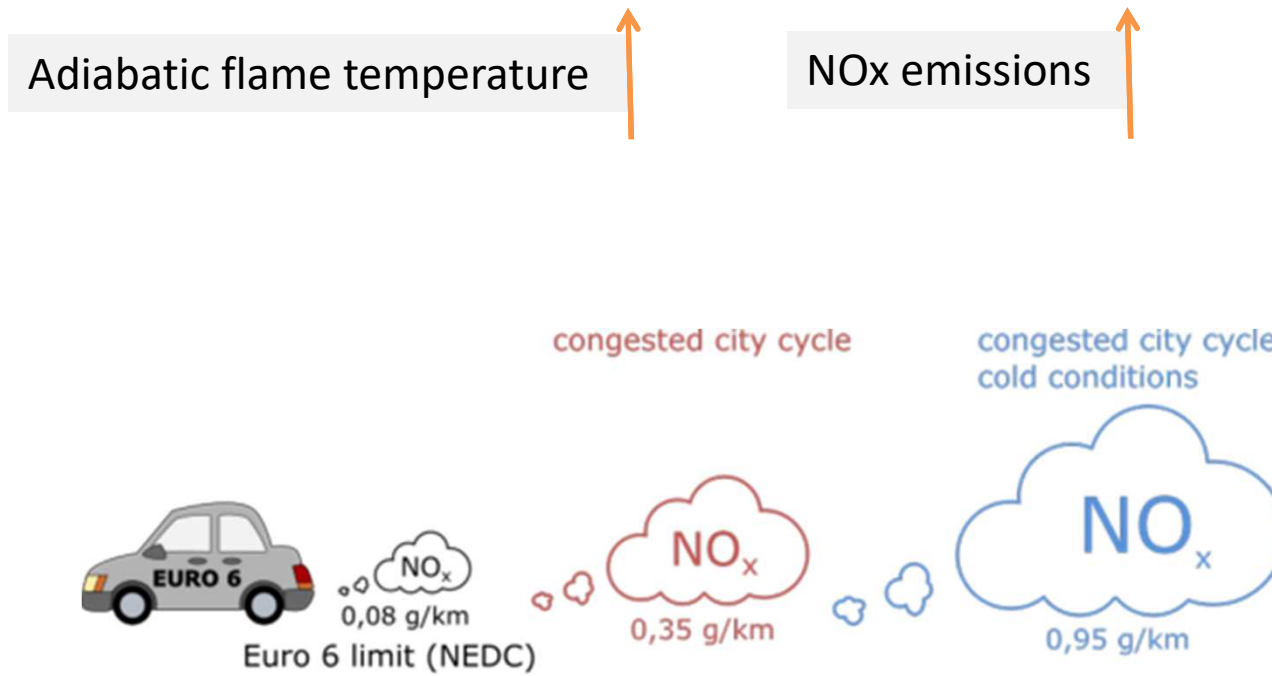 Adiabatic flame temperature
NOx emissions
congested city cycle
congested city cycle
cold conditions
EURO 6
NOx
0,08 g/km
Euro 6 limit (NEDC)
NOx
0,35 g/km
NOx
0,95 g/km